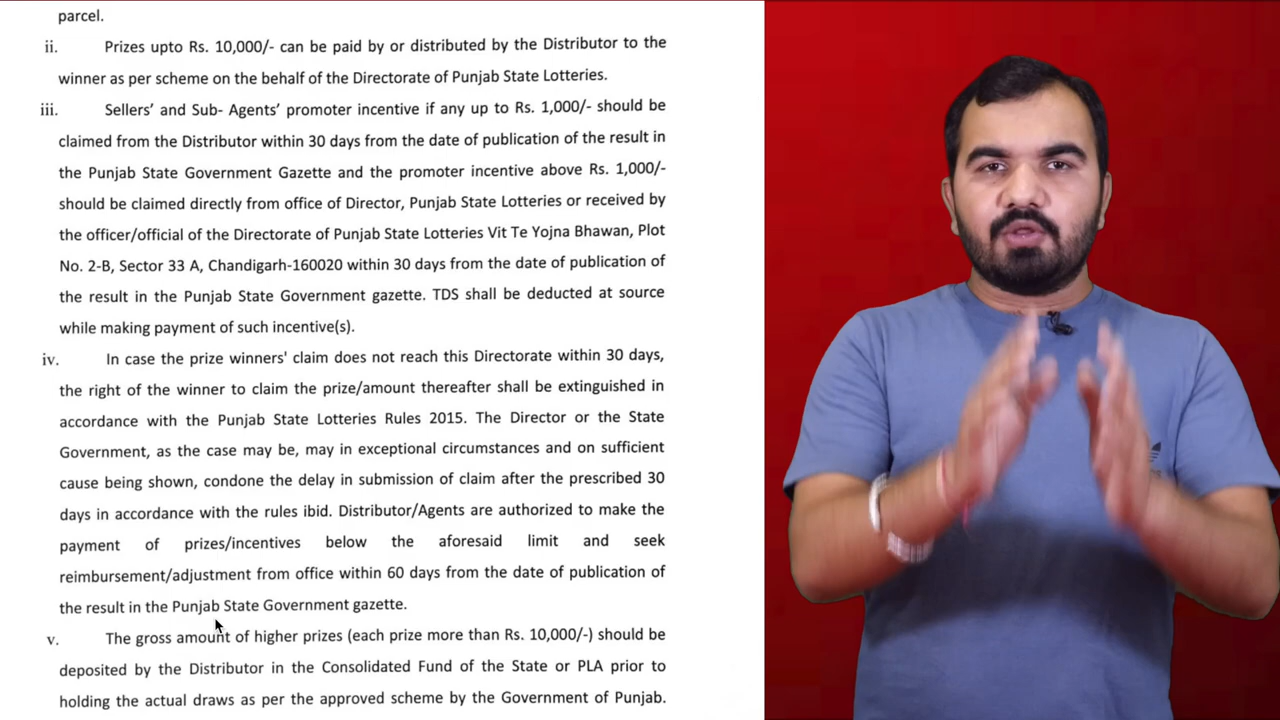 parcel.
ii. Prizes upto Rs. 10,000/- can be paid by or distributed by the Distributor to the
winner as per scheme on the behalf of the Directorate of Punjab State Lotteries.
iii. Sellers' and Sub- Agents' promoter incentive if any up to Rs. 1,000/- should be
claimed from the Distributor within 30 days from the date of publication of the result in
the Punjab State Government Gazette and the promoter incentive above Rs. 1,000/-
should be claimed directly from office of Director, Punjab State Lotteries or received by
the officer/official of the Directorate of Punjab State Lotteries Vit Te Yojna Bhawan, Plot
No. 2-B, Sector 33 A, Chandigarh-160020 within 30 days from the date of publication of
the result in the Punjab State Government gazette. TDS shall be deducted at source
while making payment of such incentive(s).
iv. In case the prize winners' claim does not reach this Directorate within 30 days,
the right of the winner to claim the prize/amount thereafter shall be extinguished in
accordance with the Punjab State Lotteries Rules 2015. The Director or the State
Government, as the case may be, may in exceptional circumstances and on sufficient
cause being shown, condone the delay in submission of claim after the prescribed 30
days in accordance with the rules ibid. Distributor/Agents are authorized to make the
payment of prizes/incentives below the aforesaid limit and seek
reimbursement/adjustment from office within 60 days from the date of publication of
the result in the Punjab State Government gazette.
v. The gross amount of higher prizes (each prize more than Rs. 10,000/-) should be
deposited by the Distributor in the Consolidated Fund of the State or PLA prior to
holding the actual draws as per the approved scheme by the Government of Punjab.